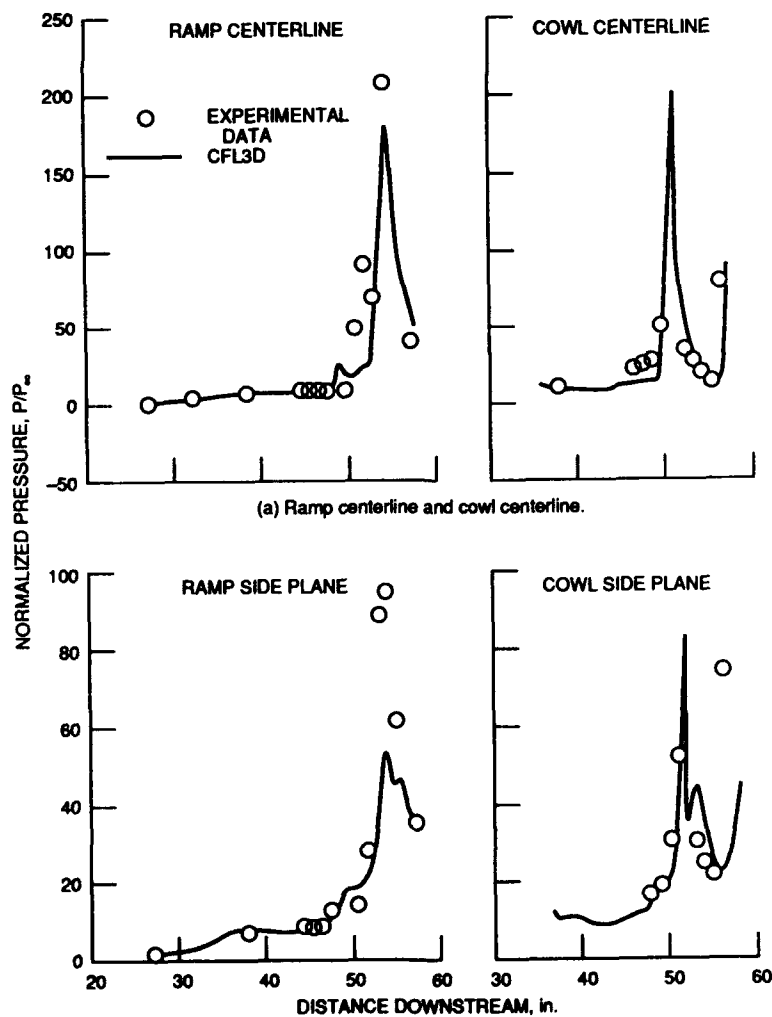 RAMP CENTERLINE
COWL CENTERLINE
250
200
150
100
50
0
–50
EXPERIMENTAL
DATA
CFL3D
NORMALIZED PRESSURE, P/P∞
(a) Ramp centerline and cowl centerline.
RAMP SIDE PLANE
COWL SIDE PLANE
100
80
60
40
20
0
20 30 40 50 60 30 40 50 60
DISTANCE DOWNSTREAM, in.